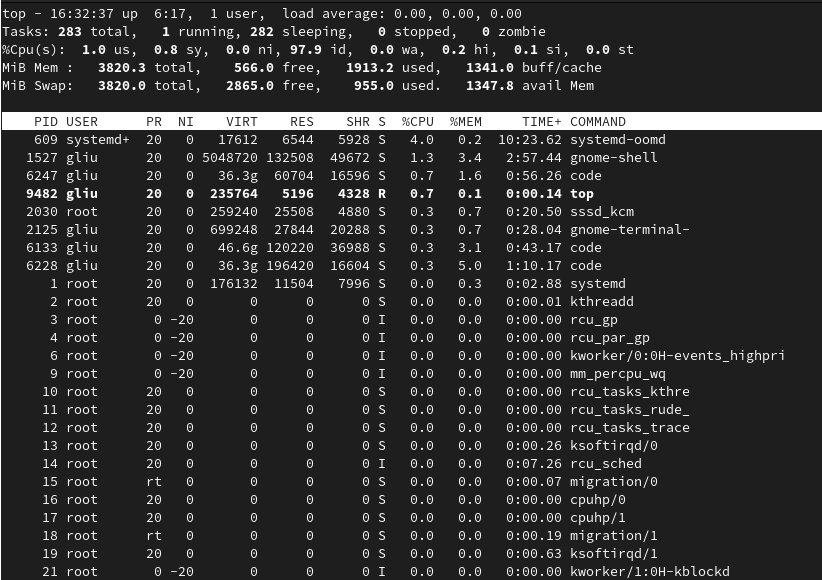 top - 16:32:37 up  6:17,  1 user,  load average: 0.00, 0.00, 0.00
Tasks: 283 total,   1 running, 282 sleeping,   0 stopped,   0 zombie
%Cpu(s):  1.0 us,  0.8 sy,  0.0 ni, 97.9 id,  0.0 wa,  0.2 hi,  0.1 si,  0.0 st
MiB Mem :   3820.3 total,    566.0 free,   1913.2 used,   1341.0 buff/cache
MiB Swap:   3820.0 total,   2865.0 free,    955.0 used.   1347.8 avail Mem
PID USER      PR  NI    VIRT    RES    SHR S  %CPU  %MEM     TIME+ COMMAND
609 systemd+  20   0   17612   6544   5928 S   4.0   0.2  10:23.62 systemd-oomd
1527 gliu      20   0 5048720 132508  49672 S   1.3   3.4   2:57.44 gnome-shell
6247 gliu      20   0   36.3g  60704  16596 S   0.7   1.6   0:56.26 code
9482 gliu      20   0  235764   5196   4328 R   0.7   0.1   0:00.14 top
2030 root      20   0  259240  25508   4880 S   0.3   0.7   0:20.50 sssd_kcm
2125 gliu      20   0  699248  27844  20288 S   0.3   0.7   0:28.04 gnome-terminal-
6133 gliu      20   0   46.6g 120220  36988 S   0.3   3.1   0:43.17 code
6228 gliu      20   0   36.3g 196420  16604 S   0.3   5.0   1:10.17 code
1 root      20   0  176132  11504   7996 S   0.0   0.3   0:02.88 systemd
2 root      20   0       0      0      0 S   0.0   0.0   0:00.01 kthreadd
3 root       0 -20       0      0      0 I   0.0   0.0   0:00.00 rcu_gp
4 root       0 -20       0      0      0 I   0.0   0.0   0:00.00 rcu_par_gp
6 root       0 -20       0      0      0 I   0.0   0.0   0:00.00 kworker/0:0H-events_highpri
9 root       0 -20       0      0      0 I   0.0   0.0   0:00.00 mm_percpu_wq
10 root      20   0       0      0      0 S   0.0   0.0   0:00.00 rcu_tasks_kthre
11 root      20   0       0      0      0 S   0.0   0.0   0:00.00 rcu_tasks_rude_
12 root      20   0       0      0      0 S   0.0   0.0   0:00.00 rcu_tasks_trace
13 root      20   0       0      0      0 S   0.0   0.0   0:00.26 ksoftirqd/0
14 root      20   0       0      0      0 I   0.0   0.0   0:07.26 rcu_sched
15 root      rt   0       0      0      0 S   0.0   0.0   0:00.07 migration/0
16 root      20   0       0      0      0 S   0.0   0.0   0:00.00 cpuhp/0
17 root      20   0       0      0      0 S   0.0   0.0   0:00.00 cpuhp/1
18 root      rt   0       0      0      0 S   0.0   0.0   0:00.19 migration/1
19 root      20   0       0      0      0 S   0.0   0.0   0:00.63 ksoftirqd/1
21 root       0 -20       0      0      0 I   0.0   0.0   0:00.00 kworker/1:0H-kblockd